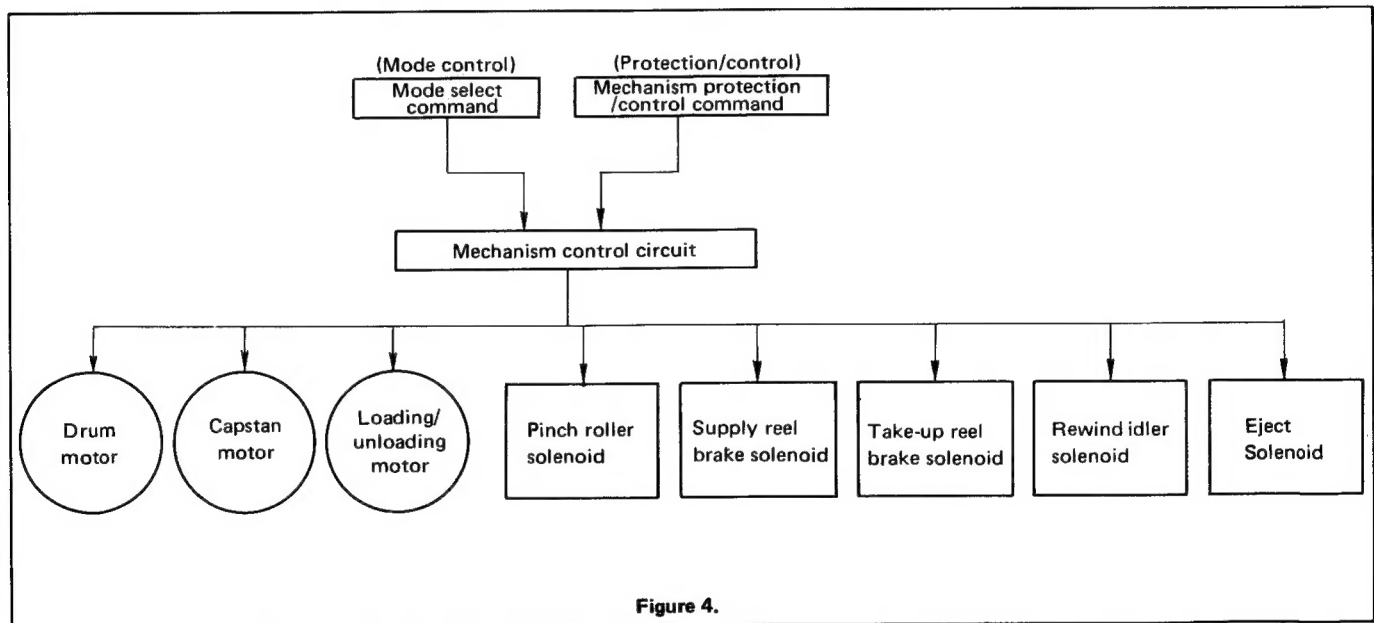 (Mode control)
Mode select
command
(Protection/control)
Mechanism protection
/control command
Mechanism control circuit
Drum
motor
Capstan
motor
Loading/
unloading
motor
Pinch roller
solenoid
Supply reel
brake solenoid
Take-up reel
brake solenoid
Rewind idler
solenoid
Eject
Solenoid
Figure 4.